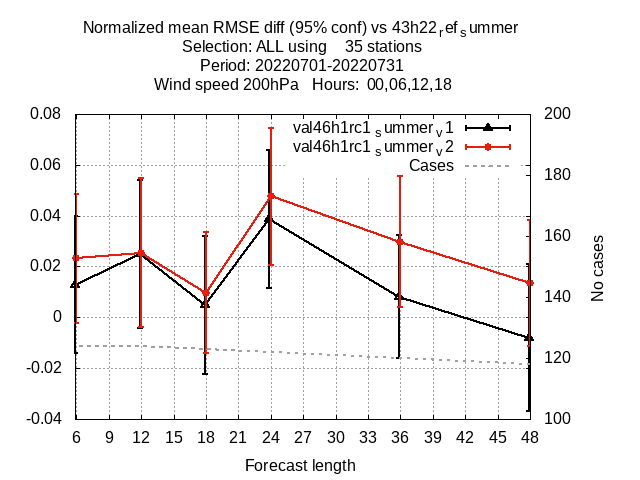 Normalized mean RMSE diff (95% conf) vs 43h22refsummer
Selection: ALL using    35 stations
Period: 20220701-20220731
Wind speed 200hPa   Hours:  00,06,12,18
0.08
0.06
0.04
0.02
0
-0.02
-0.04
200
180
160
140
120
100
No cases
val46h1rc1summerv1
val46h1rc1summerv2
Cases
6 9 12 15 18 21 24 27 30 33 36 39 42 45 48
Forecast length